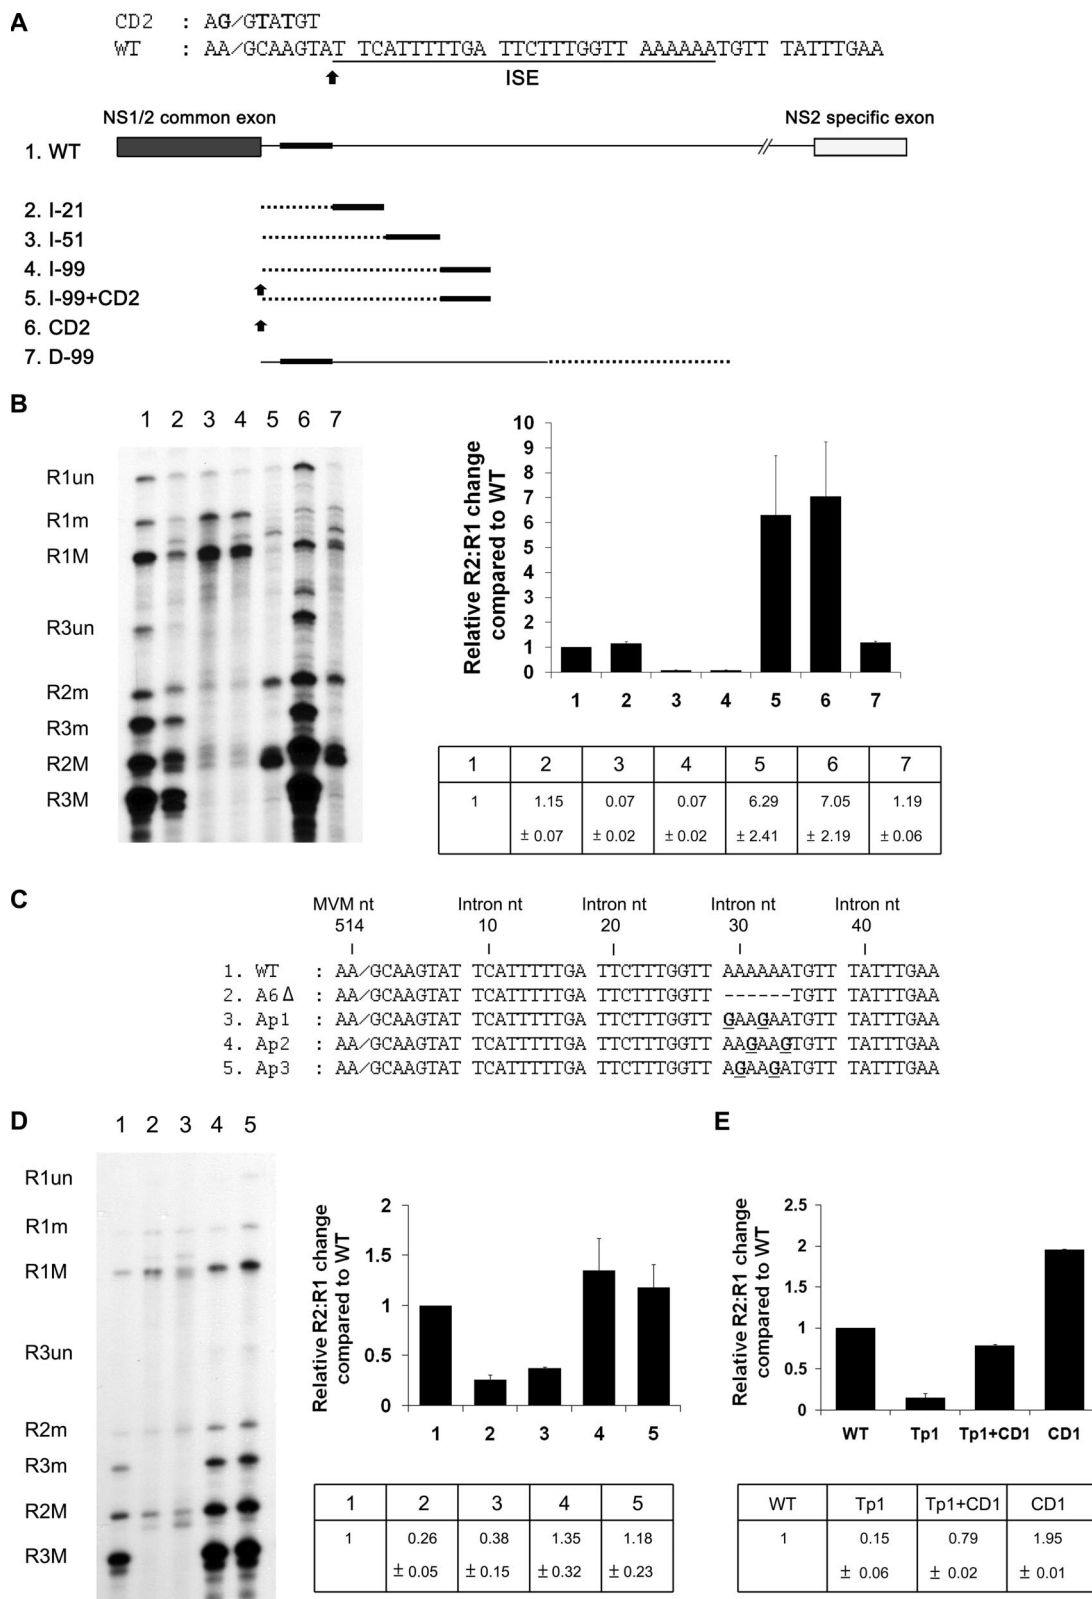 A
CD2 : AG/GTATGT
WT : AA/GCAAGTAT TCATTTTTGA TTCTTTGGTT AAAAAATGTT TATTTGAA
ISE
NS1/2 common exon
NS2 specific exon
1. WT
2. I-21
3. I-51
4. I-99
5. I-99+CD2
6. CD2
7. D-99
B
1 2 3 4 5 6 7
R1un
R1m
R1M
R3un
R2m
R3m
R2M
R3M
Relative R2:R1 change
compared to WT
10
9
8
7
6
5
4
3
2
1
0
1 2 3 4 5 6 7
1 2 3 4 5 6 7
1 1.15 0.07 0.07 6.29 7.05 1.19
± 0.07 ± 0.02 ± 0.02 ± 2.41 ± 2.19 ± 0.06
C
MVM nt Intron nt Intron nt Intron nt Intron nt
514 10 20 30 40
1. WT : AA/GCAAGTAT TCATTTTTGA TTCTTTGGTT AAAAAATGTT TATTTGAA
2. A6Δ : AA/GCAAGTAT TCATTTTTGA TTCTTTGGTT ------TGTT TATTTGAA
3. Ap1 : AA/GCAAGTAT TCATTTTTGA TTCTTTGGTT GAAGAATGTT TATTTGAA
4. Ap2 : AA/GCAAGTAT TCATTTTTGA TTCTTTGGTT AAGAAGTGTT TATTTGAA
5. Ap3 : AA/GCAAGTAT TCATTTTTGA TTCTTTGGTT AGAAGATGTT TATTTGAA
D
1 2 3 4 5
R1un
R1m
R1M
R3un
R2m
R3m
R2M
R3M
Relative R2:R1 change
compared to WT
2
1.5
1
0.5
0
1 2 3 4 5
1 2 3 4 5
1 0.26 0.38 1.35 1.18
± 0.05 ± 0.15 ± 0.32 ± 0.23
E
Relative R2:R1 change
compared to WT
2.5
2
1.5
1
0.5
0
WT Tp1 Tp1+CD1 CD1
WT Tp1 Tp1+CD1 CD1
1 0.15 0.79 1.95
± 0.06 ± 0.02 ± 0.01